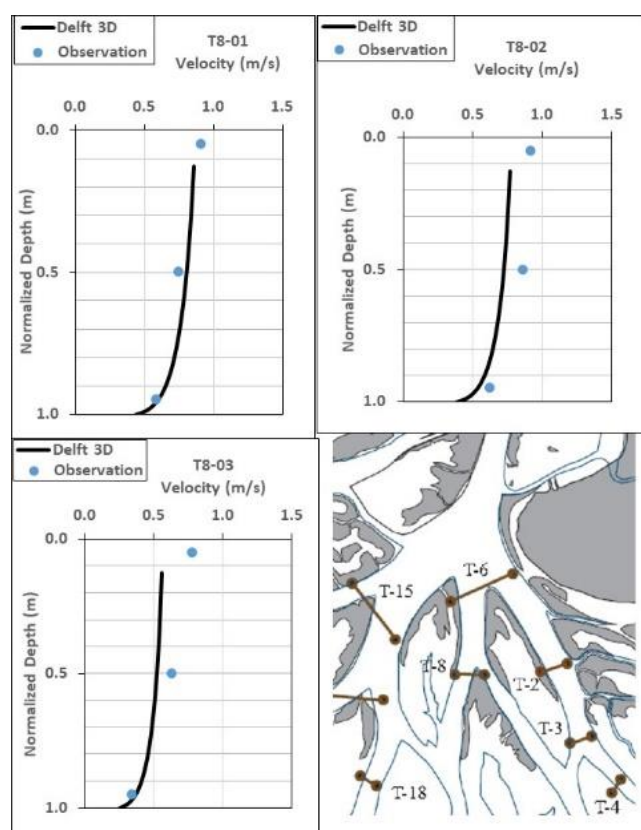 Delft 3D
Observation
T8-01
Velocity (m/s)
0.0 0.5 1.0 1.5
0.0
0.5
1.0
Normalized Depth (m)
Delft 3D
Observation
T8-02
Velocity (m/s)
0.0 0.5 1.0 1.5
0.0
0.5
1.0
Normalized Depth (m)
Delft 3D
Observation
T8-03
Velocity (m/s)
0.0 0.5 1.0 1.5
0.0
0.5
1.0
Normalized Depth (m)
T-6
T-15
T-8
T-2
T-3
T-18
T-4